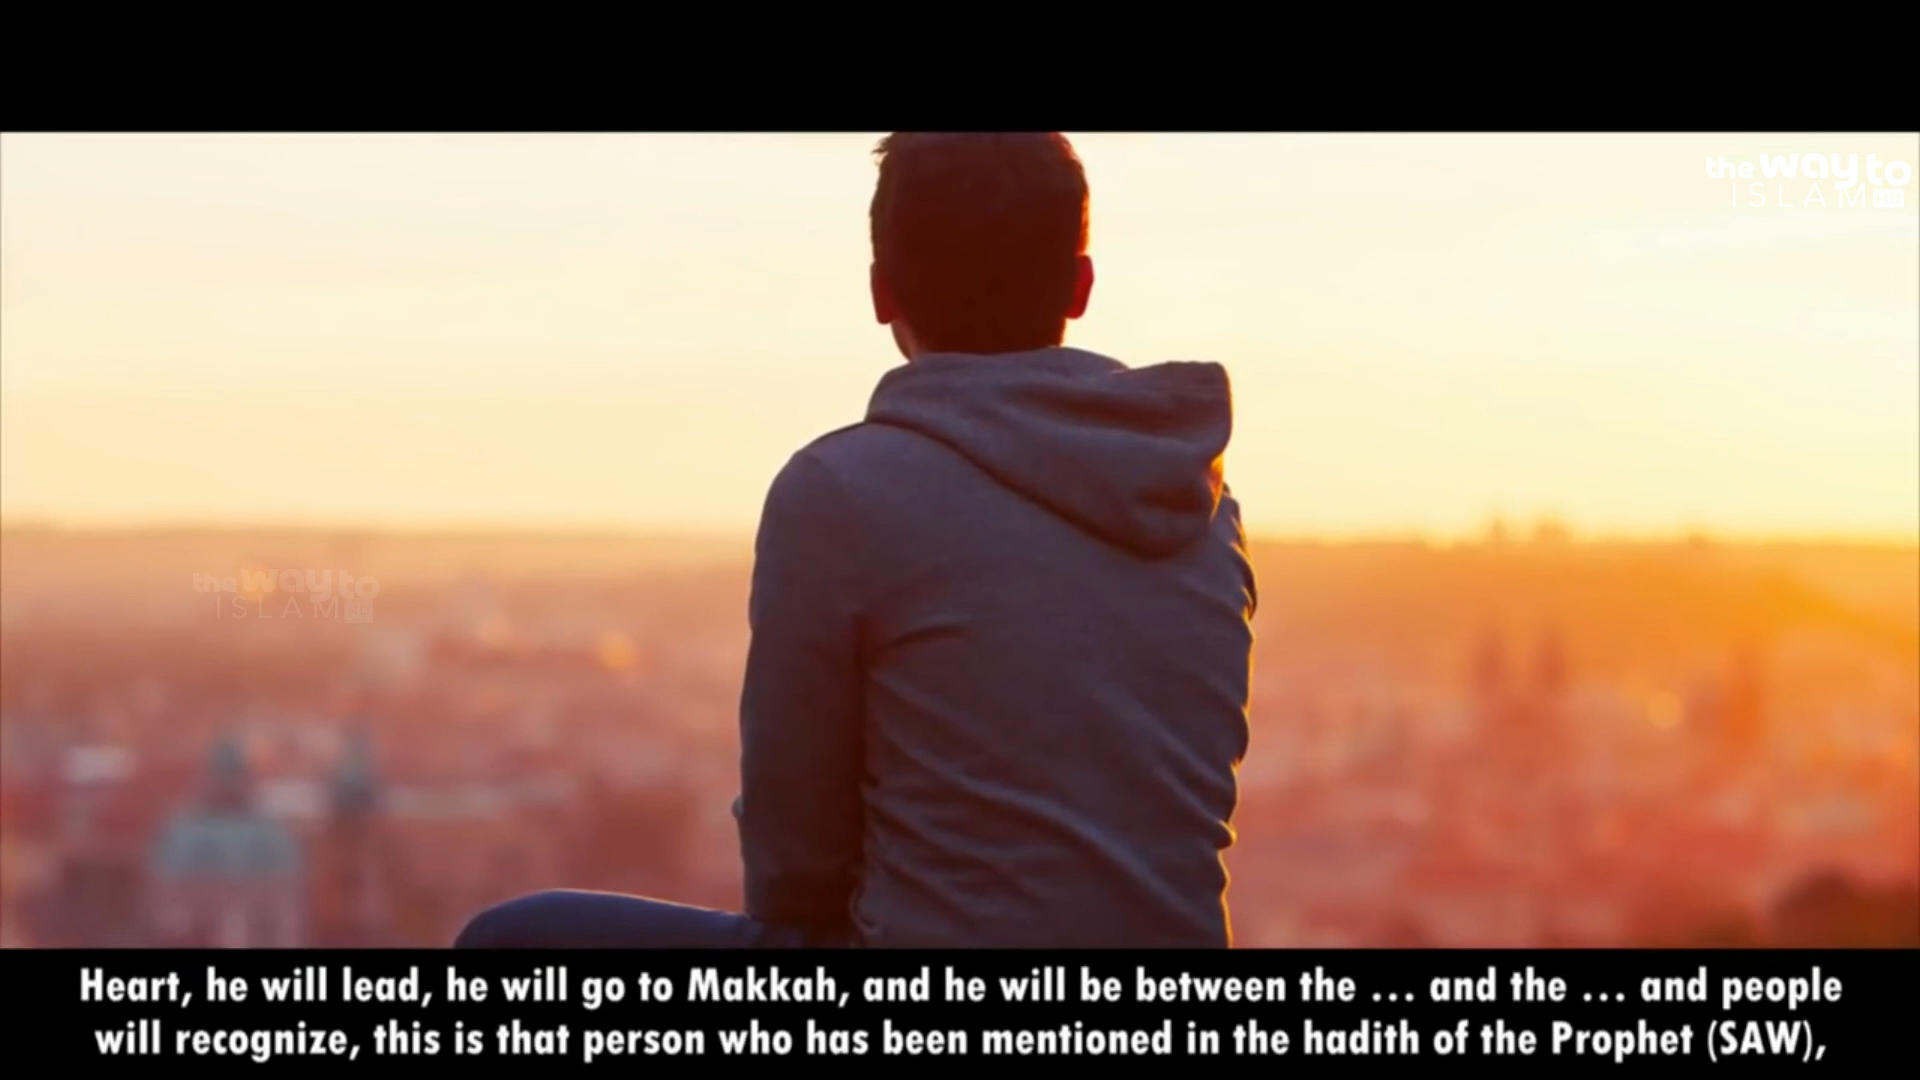 the way to
ISLAM HD
the way to
ISLAM HD
Heart, he will lead, he will go to Makkah, and he will be between the ... and the ... and people
will recognize, this is that person who has been mentioned in the hadith of the Prophet (SAW),